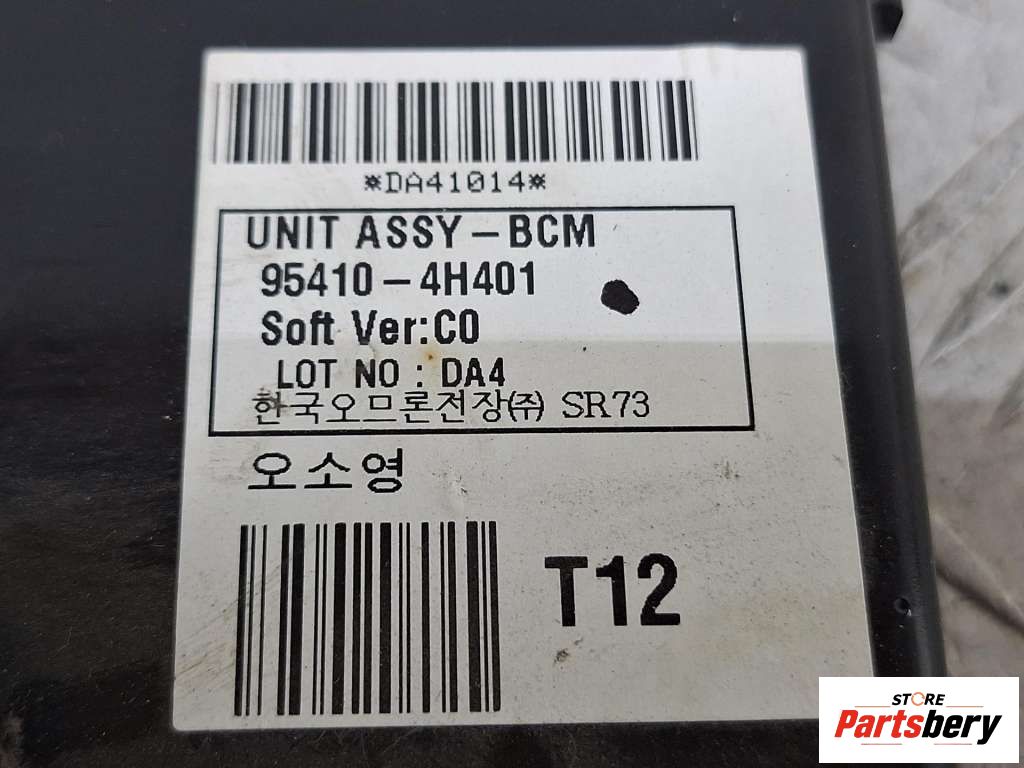 *DA41014*
UNIT ASSY-BCM
95410-4H401
Soft Ver:C0
LOT NO : DA4
한국오므론전장㈜ SR73
오소영
T12
STORE
Partsbery